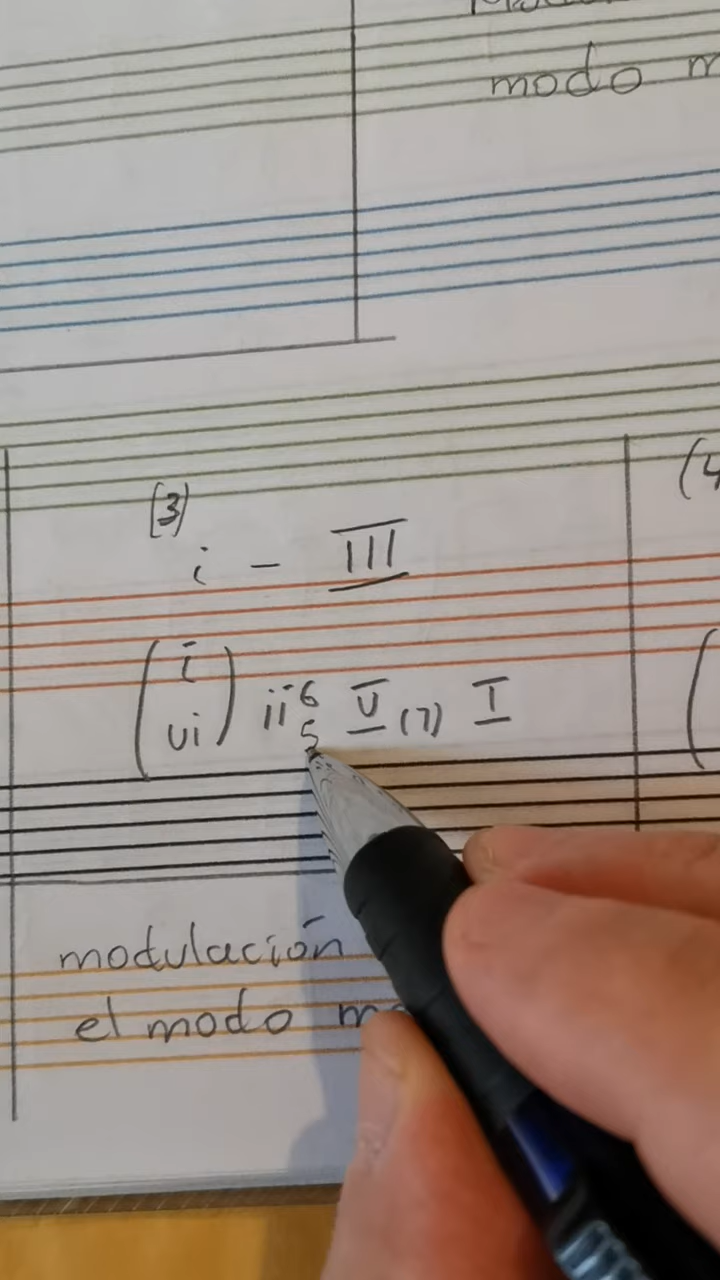 modo
(3)
i - III
(i
vi) ii6
5 V(7) I
modulación
el modo